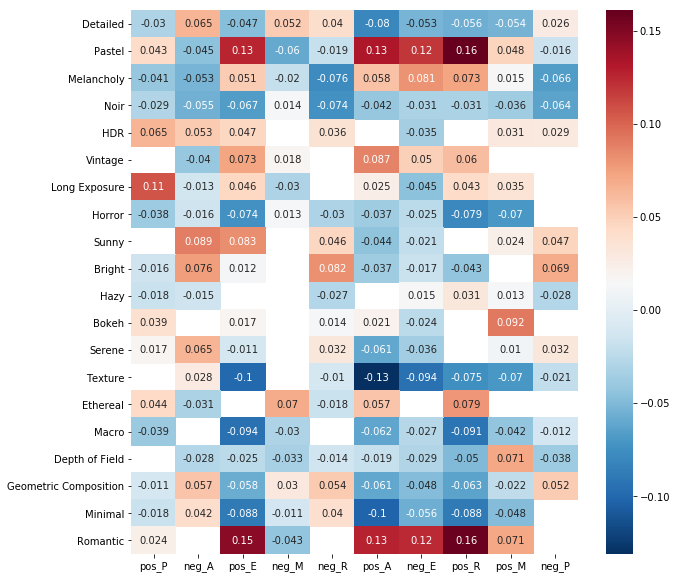 Detailed -0.03 0.065 -0.047 0.052 0.04 -0.08 -0.053 -0.056 -0.054 0.026
Pastel 0.043 -0.045 0.13 -0.06 -0.019 0.13 0.12 0.16 0.048 -0.016
Melancholy -0.041 -0.053 0.051 -0.02 -0.076 0.058 0.081 0.073 0.015 -0.066
Noir -0.029 -0.055 -0.067 0.014 -0.074 -0.042 -0.031 -0.031 -0.036 -0.064
HDR 0.065 0.053 0.047 0.036 -0.035 0.031 0.029
Vintage -0.04 0.073 0.018 0.087 0.05 0.06
Long Exposure 0.11 -0.013 0.046 -0.03 0.025 -0.045 0.043 0.035
Horror -0.038 -0.016 -0.074 0.013 -0.03 -0.037 -0.025 -0.079 -0.07
Sunny 0.089 0.083 0.046 -0.044 -0.021 0.024 0.047
Bright -0.016 0.076 0.012 0.082 -0.037 -0.017 -0.043 0.069
Hazy -0.018 -0.015 -0.027 0.015 0.031 0.013 -0.028
Bokeh 0.039 0.017 0.014 0.021 -0.024 0.092
Serene 0.017 0.065 -0.011 0.032 -0.061 -0.036 0.01 0.032
Texture 0.028 -0.1 -0.01 -0.13 -0.094 -0.075 -0.07 -0.021
Ethereal 0.044 -0.031 0.07 -0.018 0.057 0.079
Macro -0.039 -0.094 -0.03 -0.062 -0.027 -0.091 -0.042 -0.012
Depth of Field -0.028 -0.025 -0.033 -0.014 -0.019 -0.029 -0.05 0.071 -0.038
Geometric Composition -0.011 0.057 -0.058 0.03 0.054 -0.061 -0.048 -0.063 -0.022 0.052
Minimal -0.018 0.042 -0.088 -0.011 0.04 -0.1 -0.056 -0.088 -0.048
Romantic 0.024 0.15 -0.043 0.13 0.12 0.16 0.071
pos_P neg_A pos_E neg_M neg_R pos_A neg_E pos_R pos_M neg_P
0.15
0.10
0.05
0.00
-0.05
-0.10